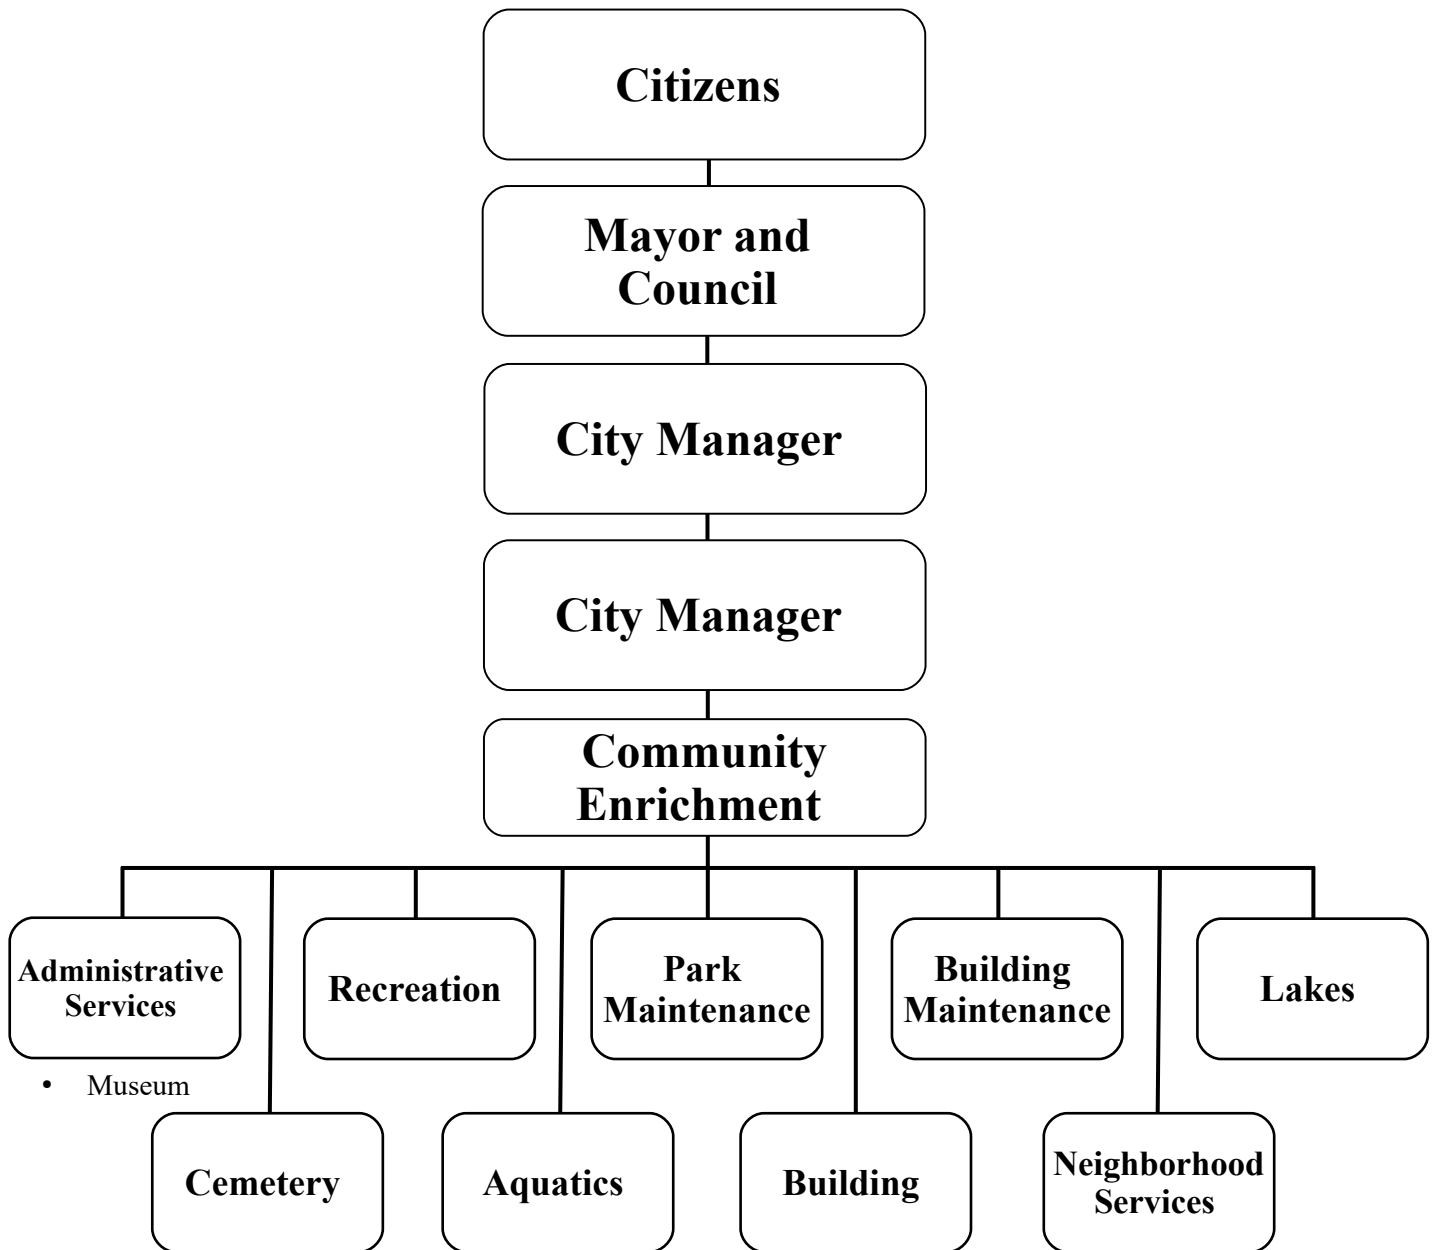 Citizens
Mayor and
Council
City Manager
City Manager
Community
Enrichment
Administrative
Services
Recreation
Park
Maintenance
Building
Maintenance
Lakes
• Museum
Cemetery
Aquatics
Building
Neighborhood
Services